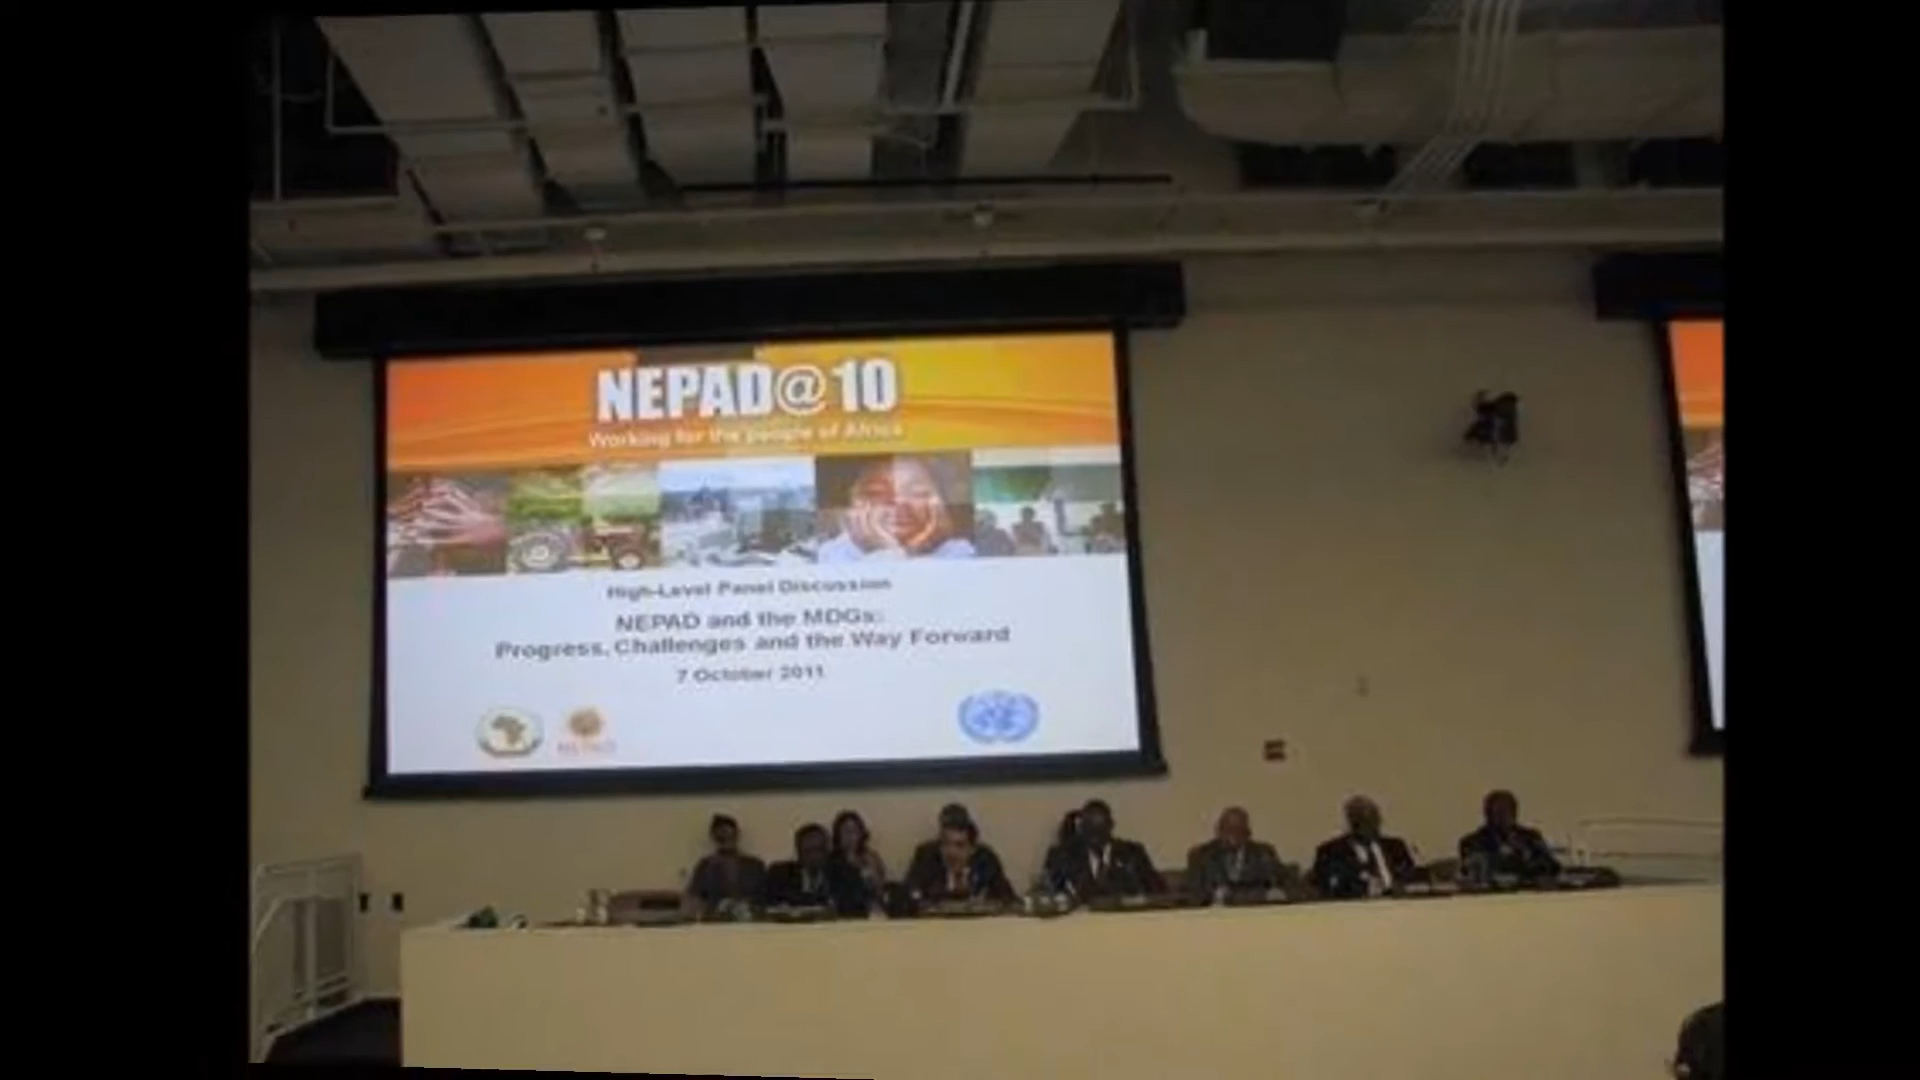 NEPAD@10
Working for the people of Africa
High-Level Panel Discussion
NEPAD and the MDGs:
Progress, Challenges and the Way Forward
7 October 2011
NEPAD